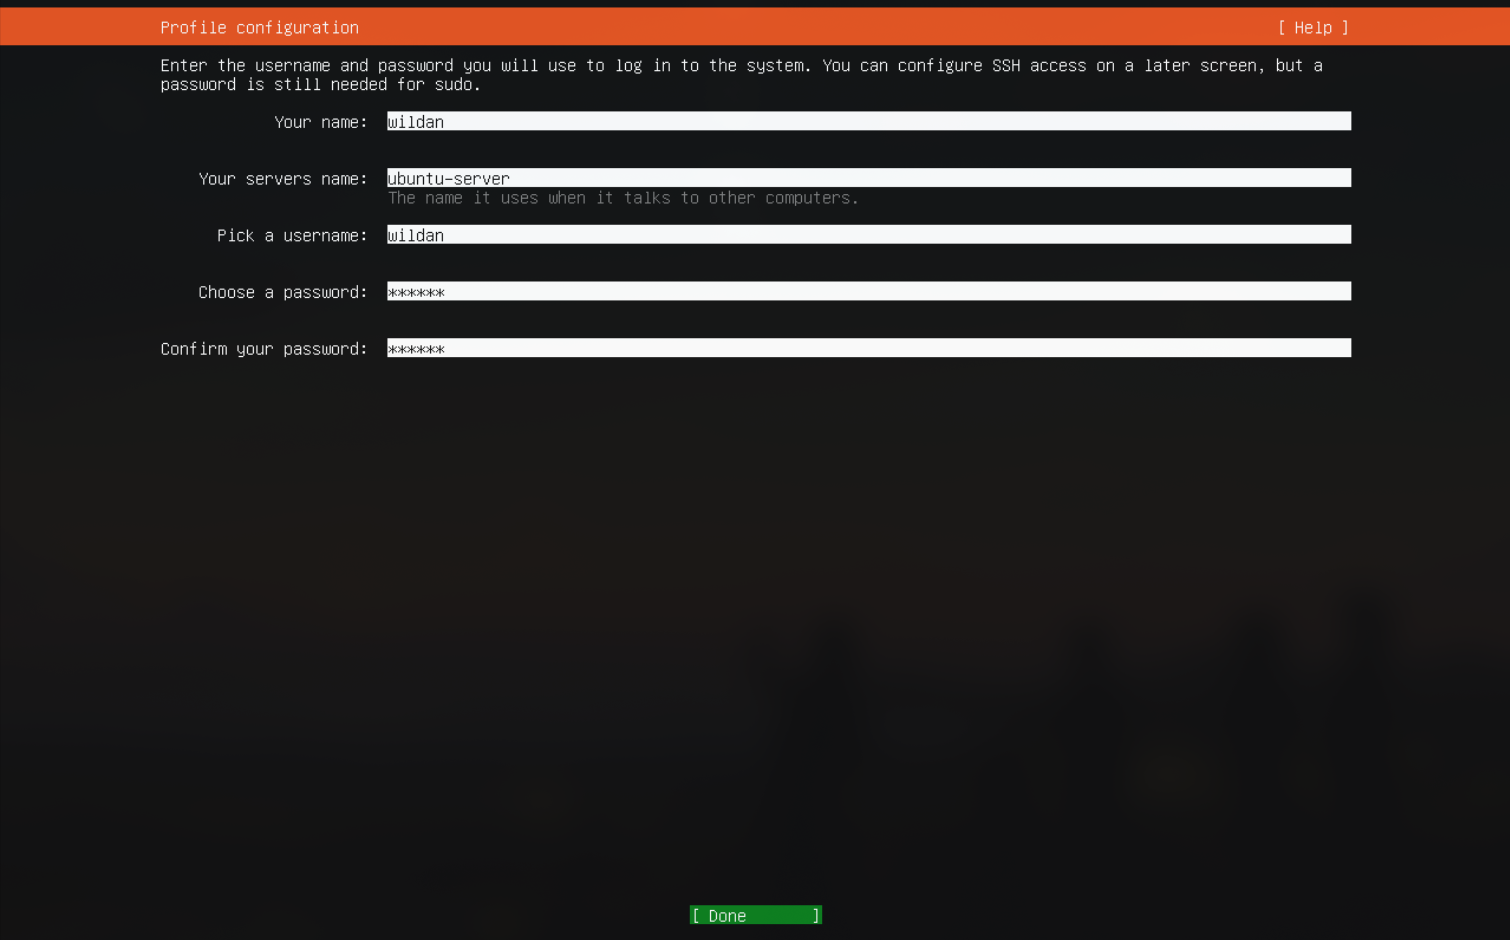 Profile configuration [ Help ]
Enter the username and password you will use to log in to the system. You can configure SSH access on a later screen, but a
password is still needed for sudo.
Your name: wildan
Your servers name: ubuntu-server
The name it uses when it talks to other computers.
Pick a username: wildan
Choose a password: ******
Confirm your password: ******
[ Done ]